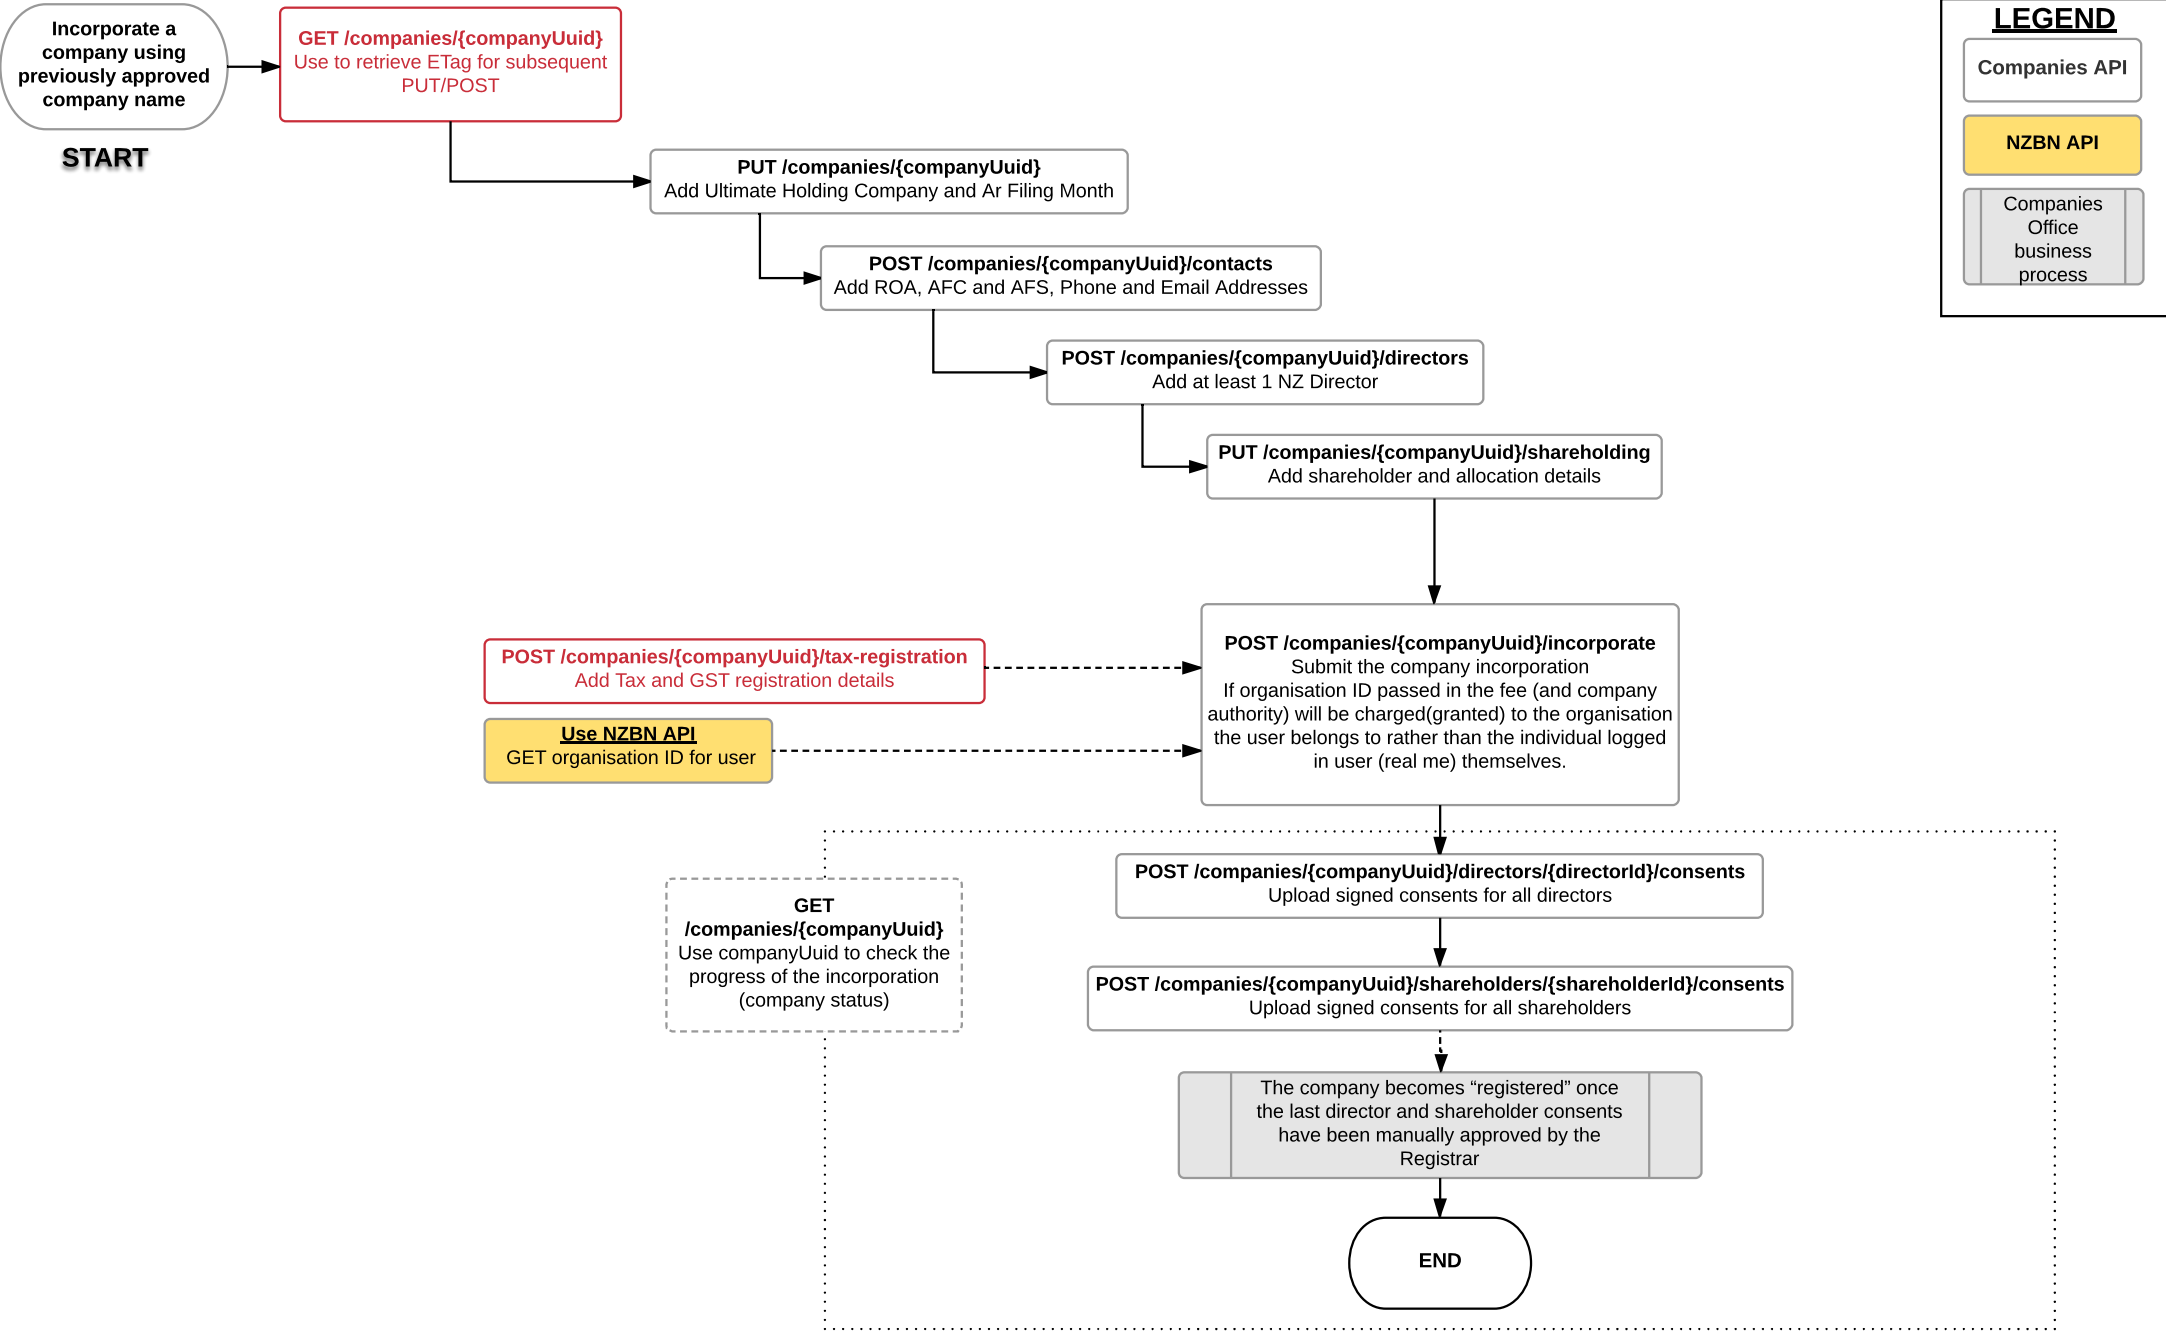 Incorporate a
company using
previously approved
company name
START
GET /companies/{companyUuid}
Use to retrieve ETag for subsequent
PUT/POST
PUT /companies/{companyUuid}
Add Ultimate Holding Company and Ar Filing Month
POST /companies/{companyUuid}/contacts
Add ROA, AFC and AFS, Phone and Email Addresses
POST /companies/{companyUuid}/directors
Add at least 1 NZ Director
PUT /companies/{companyUuid}/shareholding
Add shareholder and allocation details
LEGEND
Companies API
NZBN API
Companies
Office
business
process
POST /companies/{companyUuid}/tax-registration
Add Tax and GST registration details
Use NZBN API
GET organisation ID for user
POST /companies/{companyUuid}/incorporate
Submit the company incorporation
If organisation ID passed in the fee (and company
authority) will be charged(granted) to the organisation
the user belongs to rather than the individual logged
in user (real me) themselves.
GET
/companies/{companyUuid}
Use companyUuid to check the
progress of the incorporation
(company status)
POST /companies/{companyUuid}/directors/{directorId}/consents
Upload signed consents for all directors
POST /companies/{companyUuid}/shareholders/{shareholderId}/consents
Upload signed consents for all shareholders
The company becomes “registered” once
the last director and shareholder consents
have been manually approved by the
Registrar
END